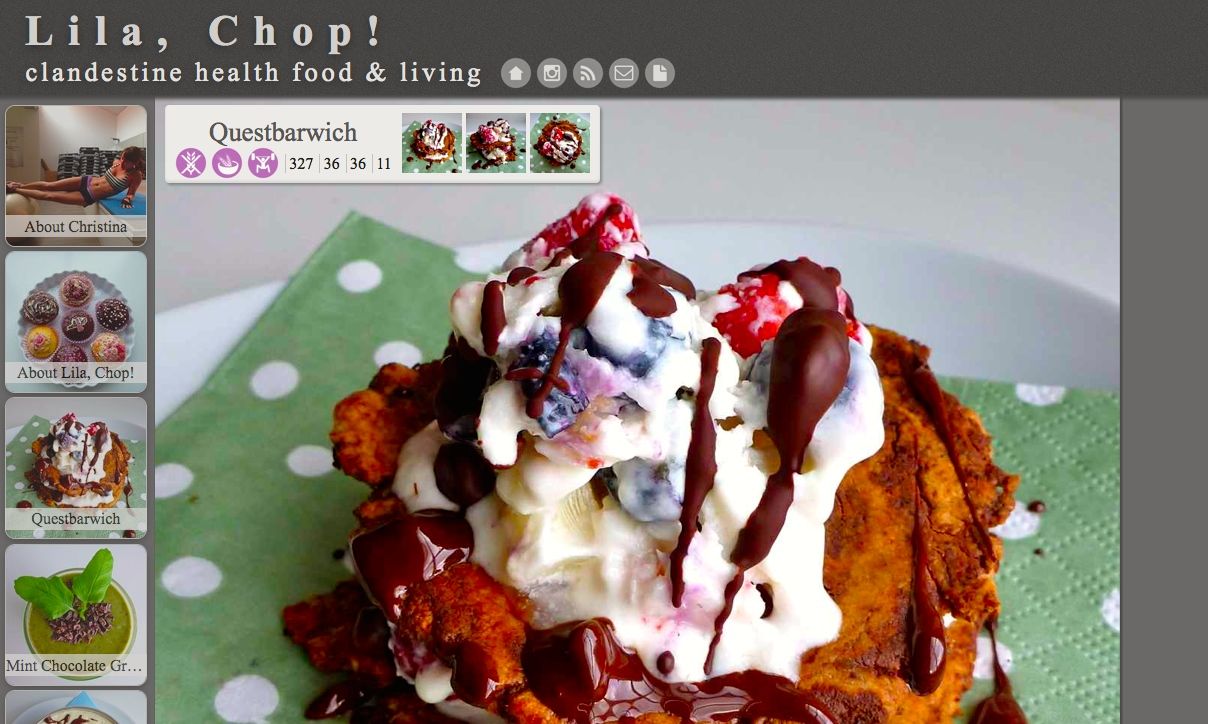 Lila, Chop!
clandestine health food & living
Questbarwich
327 36 36 11
About Christina
About Lila, Chop!
Questbarwich
Mint Chocolate Gr…